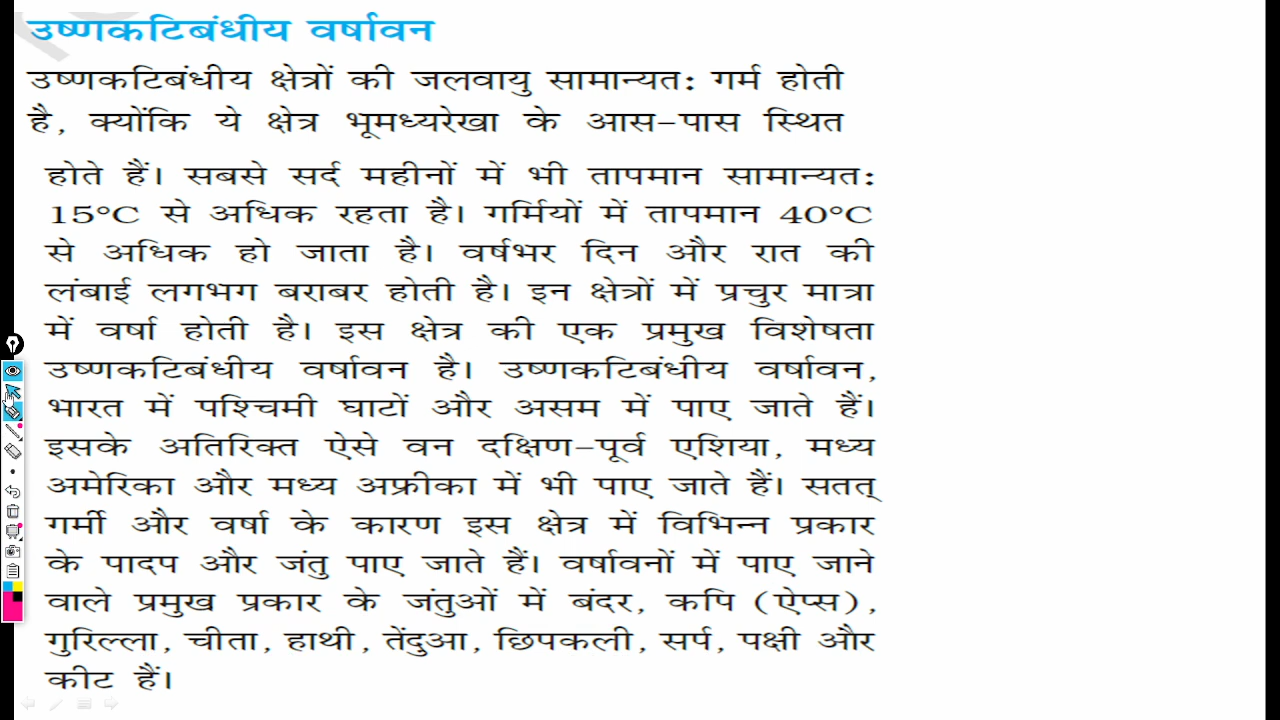 उष्णकटिबंधीय वर्षावन
उष्णकटिबंधीय क्षेत्रों की जलवायु सामान्यत: गर्म होती
है, क्योंकि ये क्षेत्र भूमध्यरेखा के आस-पास स्थित
होते हैं। सबसे सर्द महीनों में भी तापमान सामान्यत:
15°C से अधिक रहता है। गर्मियों में तापमान 40°C
से अधिक हो जाता है। वर्षभर दिन और रात की
लंबाई लगभग बराबर होती है। इन क्षेत्रों में प्रचुर मात्रा
में वर्षा होती है। इस क्षेत्र की एक प्रमुख विशेषता
उष्णकटिबंधीय वर्षावन है। उष्णकटिबंधीय वर्षावन,
भारत में पश्चिमी घाटों और असम में पाए जाते हैं।
इसके अतिरिक्त ऐसे वन दक्षिण-पूर्व एशिया, मध्य
अमेरिका और मध्य अफ्रीका में भी पाए जाते हैं। सतत्
गर्मी और वर्षा के कारण इस क्षेत्र में विभिन्न प्रकार
के पादप और जंतु पाए जाते हैं। वर्षावनों में पाए जाने
वाले प्रमुख प्रकार के जंतुओं में बंदर, कपि (ऐप्स),
गुरिल्ला, चीता, हाथी, तेंदुआ, छिपकली, सर्प, पक्षी और
कीट हैं।